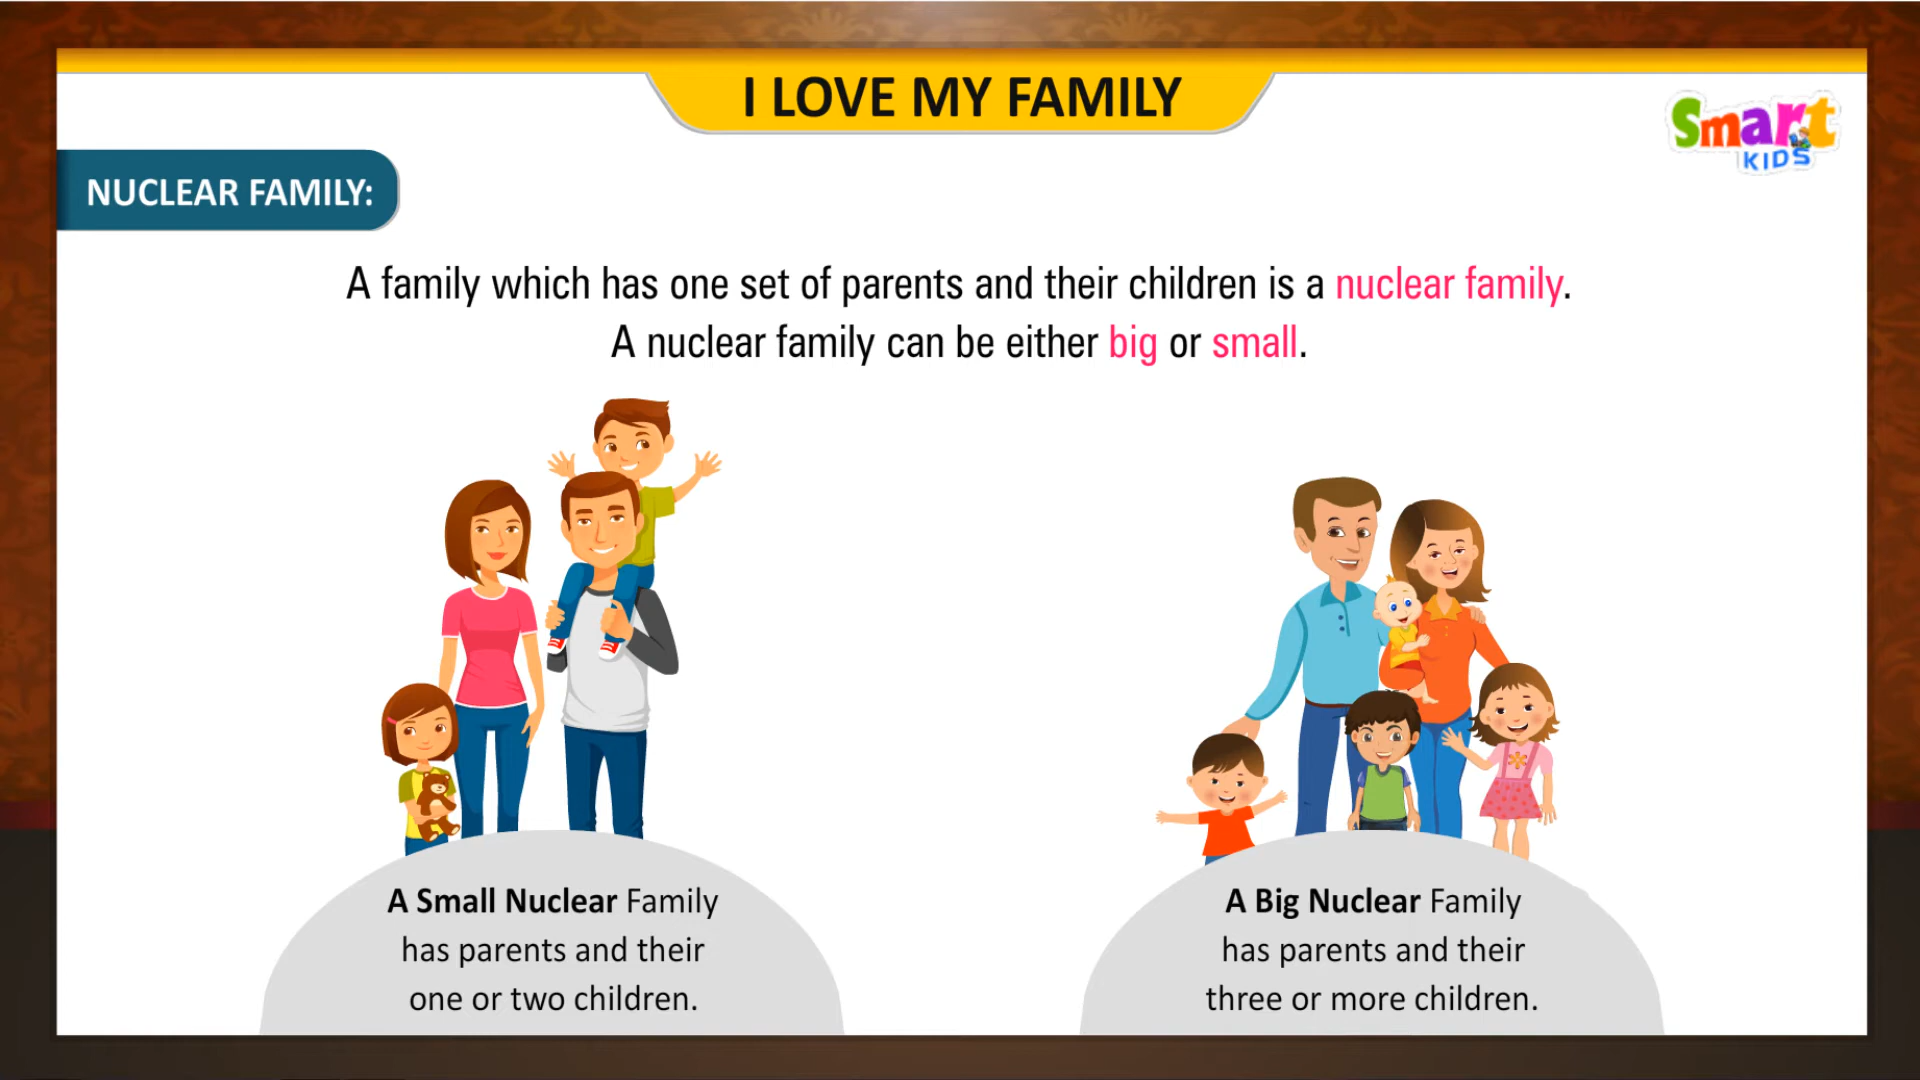 I LOVE MY FAMILY
Smart
KIDS
NUCLEAR FAMILY:
A family which has one set of parents and their children is a nuclear family.
A nuclear family can be either big or small.
A Small Nuclear Family
has parents and their
one or two children.
A Big Nuclear Family
has parents and their
three or more children.